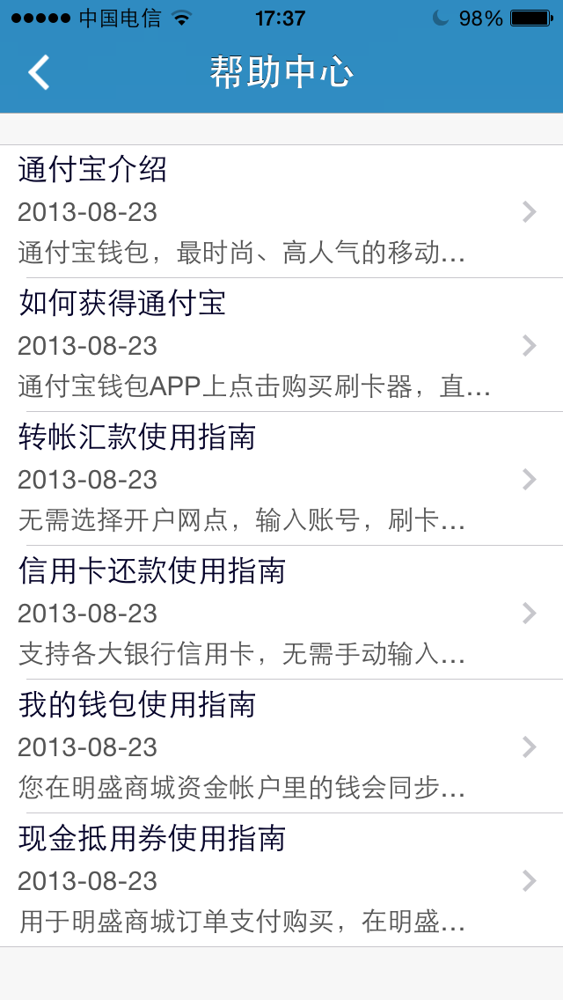 中国电信 17:37 98%
帮助中心
通付宝介绍
2013-08-23
通付宝钱包，最时尚、高人气的移动...
如何获得通付宝
2013-08-23
通付宝钱包APP上点击购买刷卡器，直...
转帐汇款使用指南
2013-08-23
无需选择开户网点，输入账号，刷卡...
信用卡还款使用指南
2013-08-23
支持各大银行信用卡，无需手动输入...
我的钱包使用指南
2013-08-23
您在明盛商城资金帐户里的钱会同步...
现金抵用券使用指南
2013-08-23
用于明盛商城订单支付购买，在明盛...